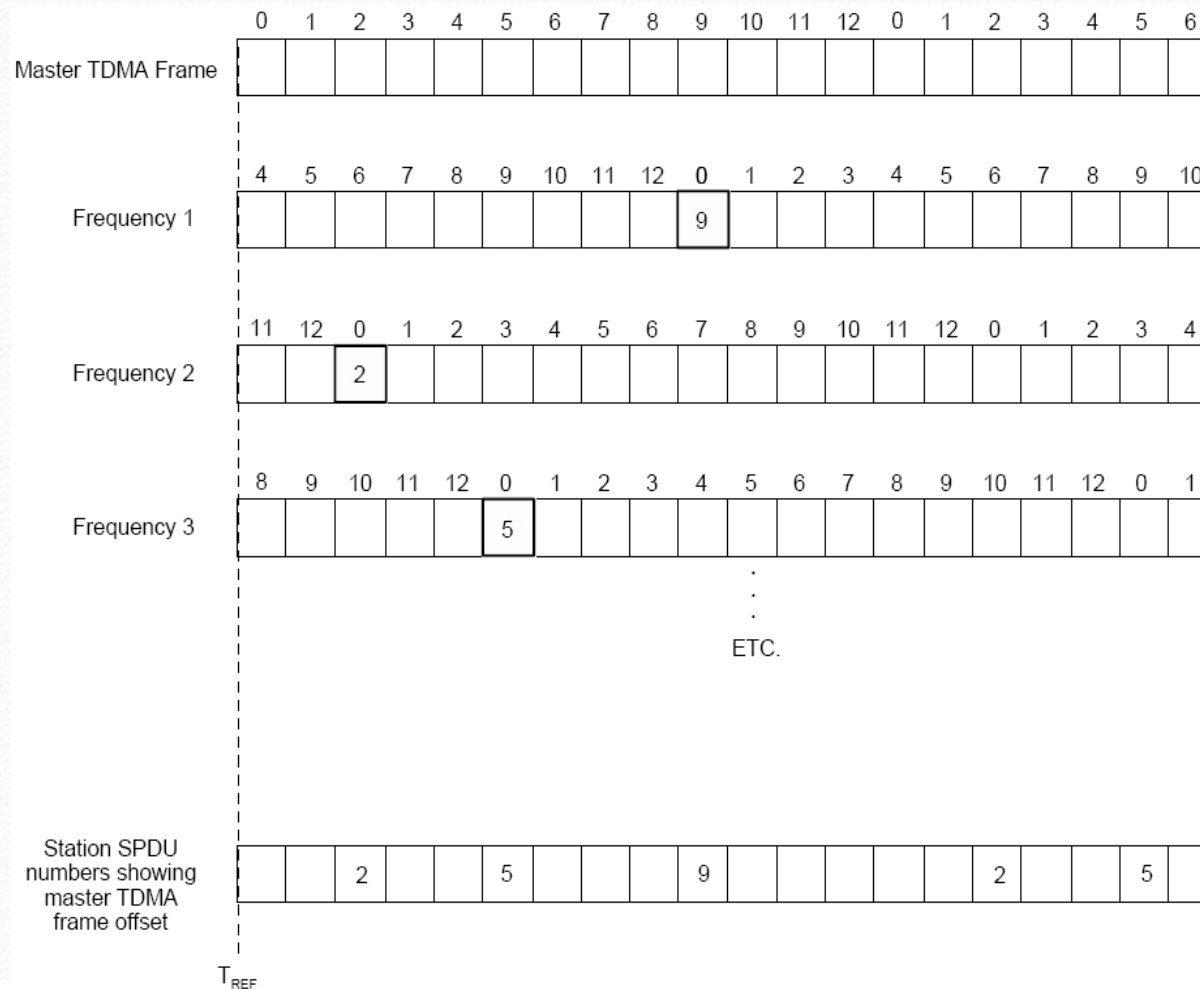 0 1 2 3 4 5 6 7 8 9 10 11 12 0 1 2 3 4 5 6
Master TDMA Frame
4 5 6 7 8 9 10 11 12 0 1 2 3 4 5 6 7 8 9 10
Frequency 1
9
11 12 0 1 2 3 4 5 6 7 8 9 10 11 12 0 1 2 3 4
Frequency 2
2
8 9 10 11 12 0 1 2 3 4 5 6 7 8 9 10 11 12 0 1
Frequency 3
5
.
.
.
ETC.
Station SPDU
numbers showing
master TDMA
frame offset
2 5 9 2 5
TREF